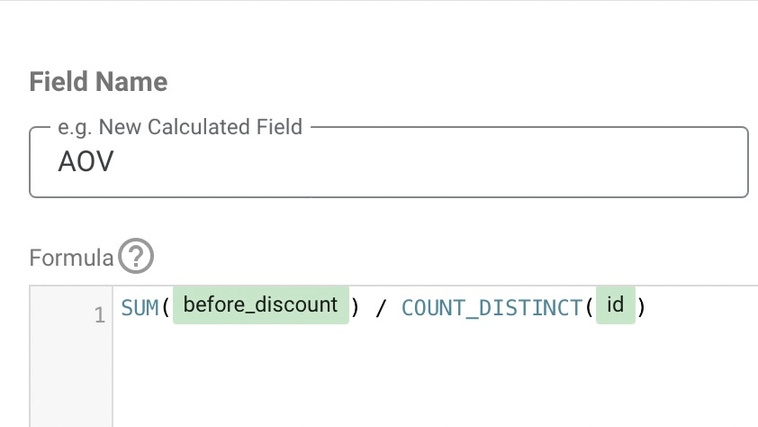 Field Name
e.g. New Calculated Field
AOV
Formula ?
1 SUM( before_discount ) / COUNT_DISTINCT( id )